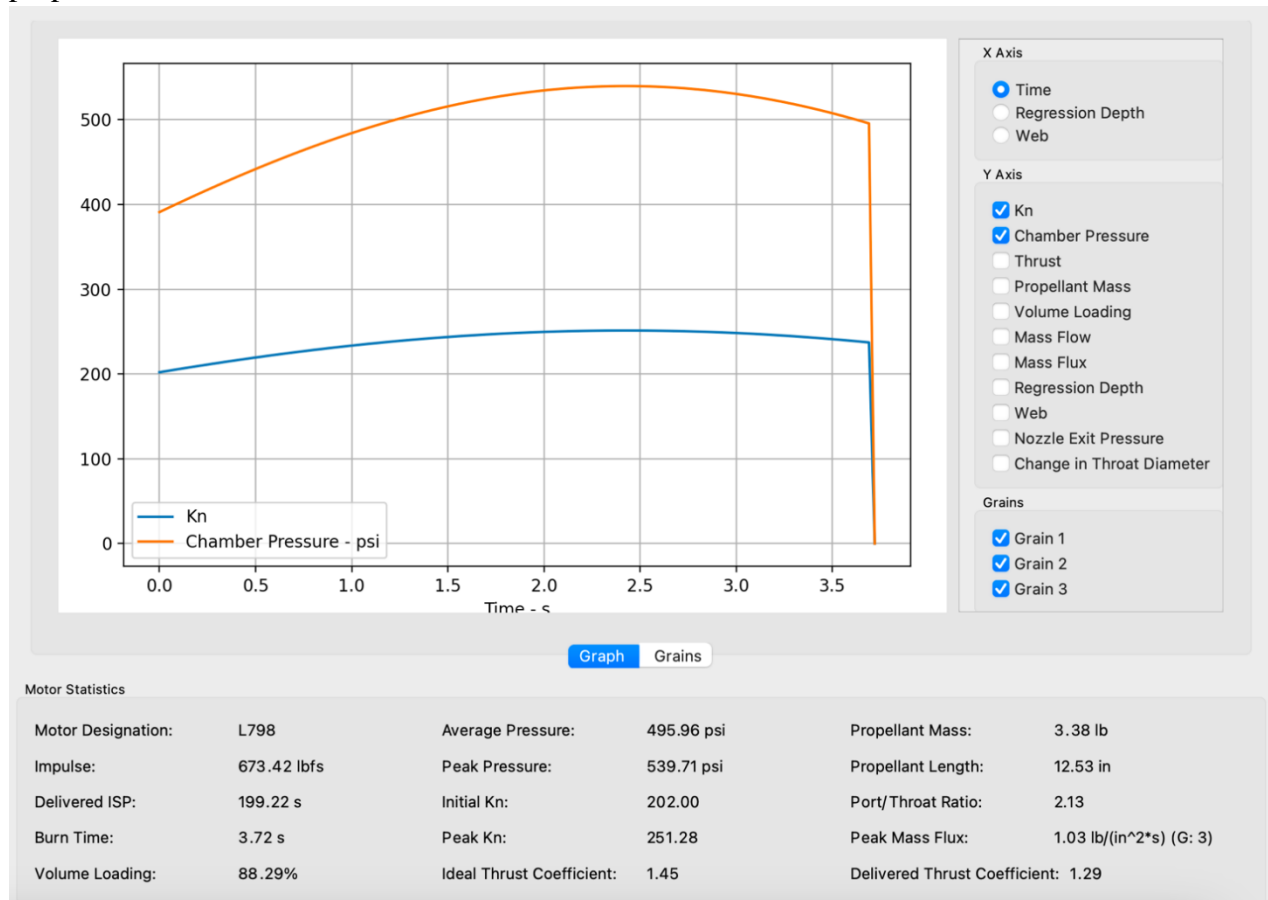 500
400
300
200
100
0
Kn
Chamber Pressure - psi
0.0 0.5 1.0 1.5 2.0 2.5 3.0 3.5
Time - s
X Axis
Time
Regression Depth
Web
Y Axis
Kn
Chamber Pressure
Thrust
Propellant Mass
Volume Loading
Mass Flow
Mass Flux
Regression Depth
Web
Nozzle Exit Pressure
Change in Throat Diameter
Grains
Grain 1
Grain 2
Grain 3
Graph Grains
Motor Statistics
Motor Designation: L798 Average Pressure: 495.96 psi Propellant Mass: 3.38 lb
Impulse: 673.42 lbfs Peak Pressure: 539.71 psi Propellant Length: 12.53 in
Delivered ISP: 199.22 s Initial Kn: 202.00 Port/Throat Ratio: 2.13
Burn Time: 3.72 s Peak Kn: 251.28 Peak Mass Flux: 1.03 lb/(in^2*s) (G: 3)
Volume Loading: 88.29% Ideal Thrust Coefficient: 1.45 Delivered Thrust Coefficient: 1.29